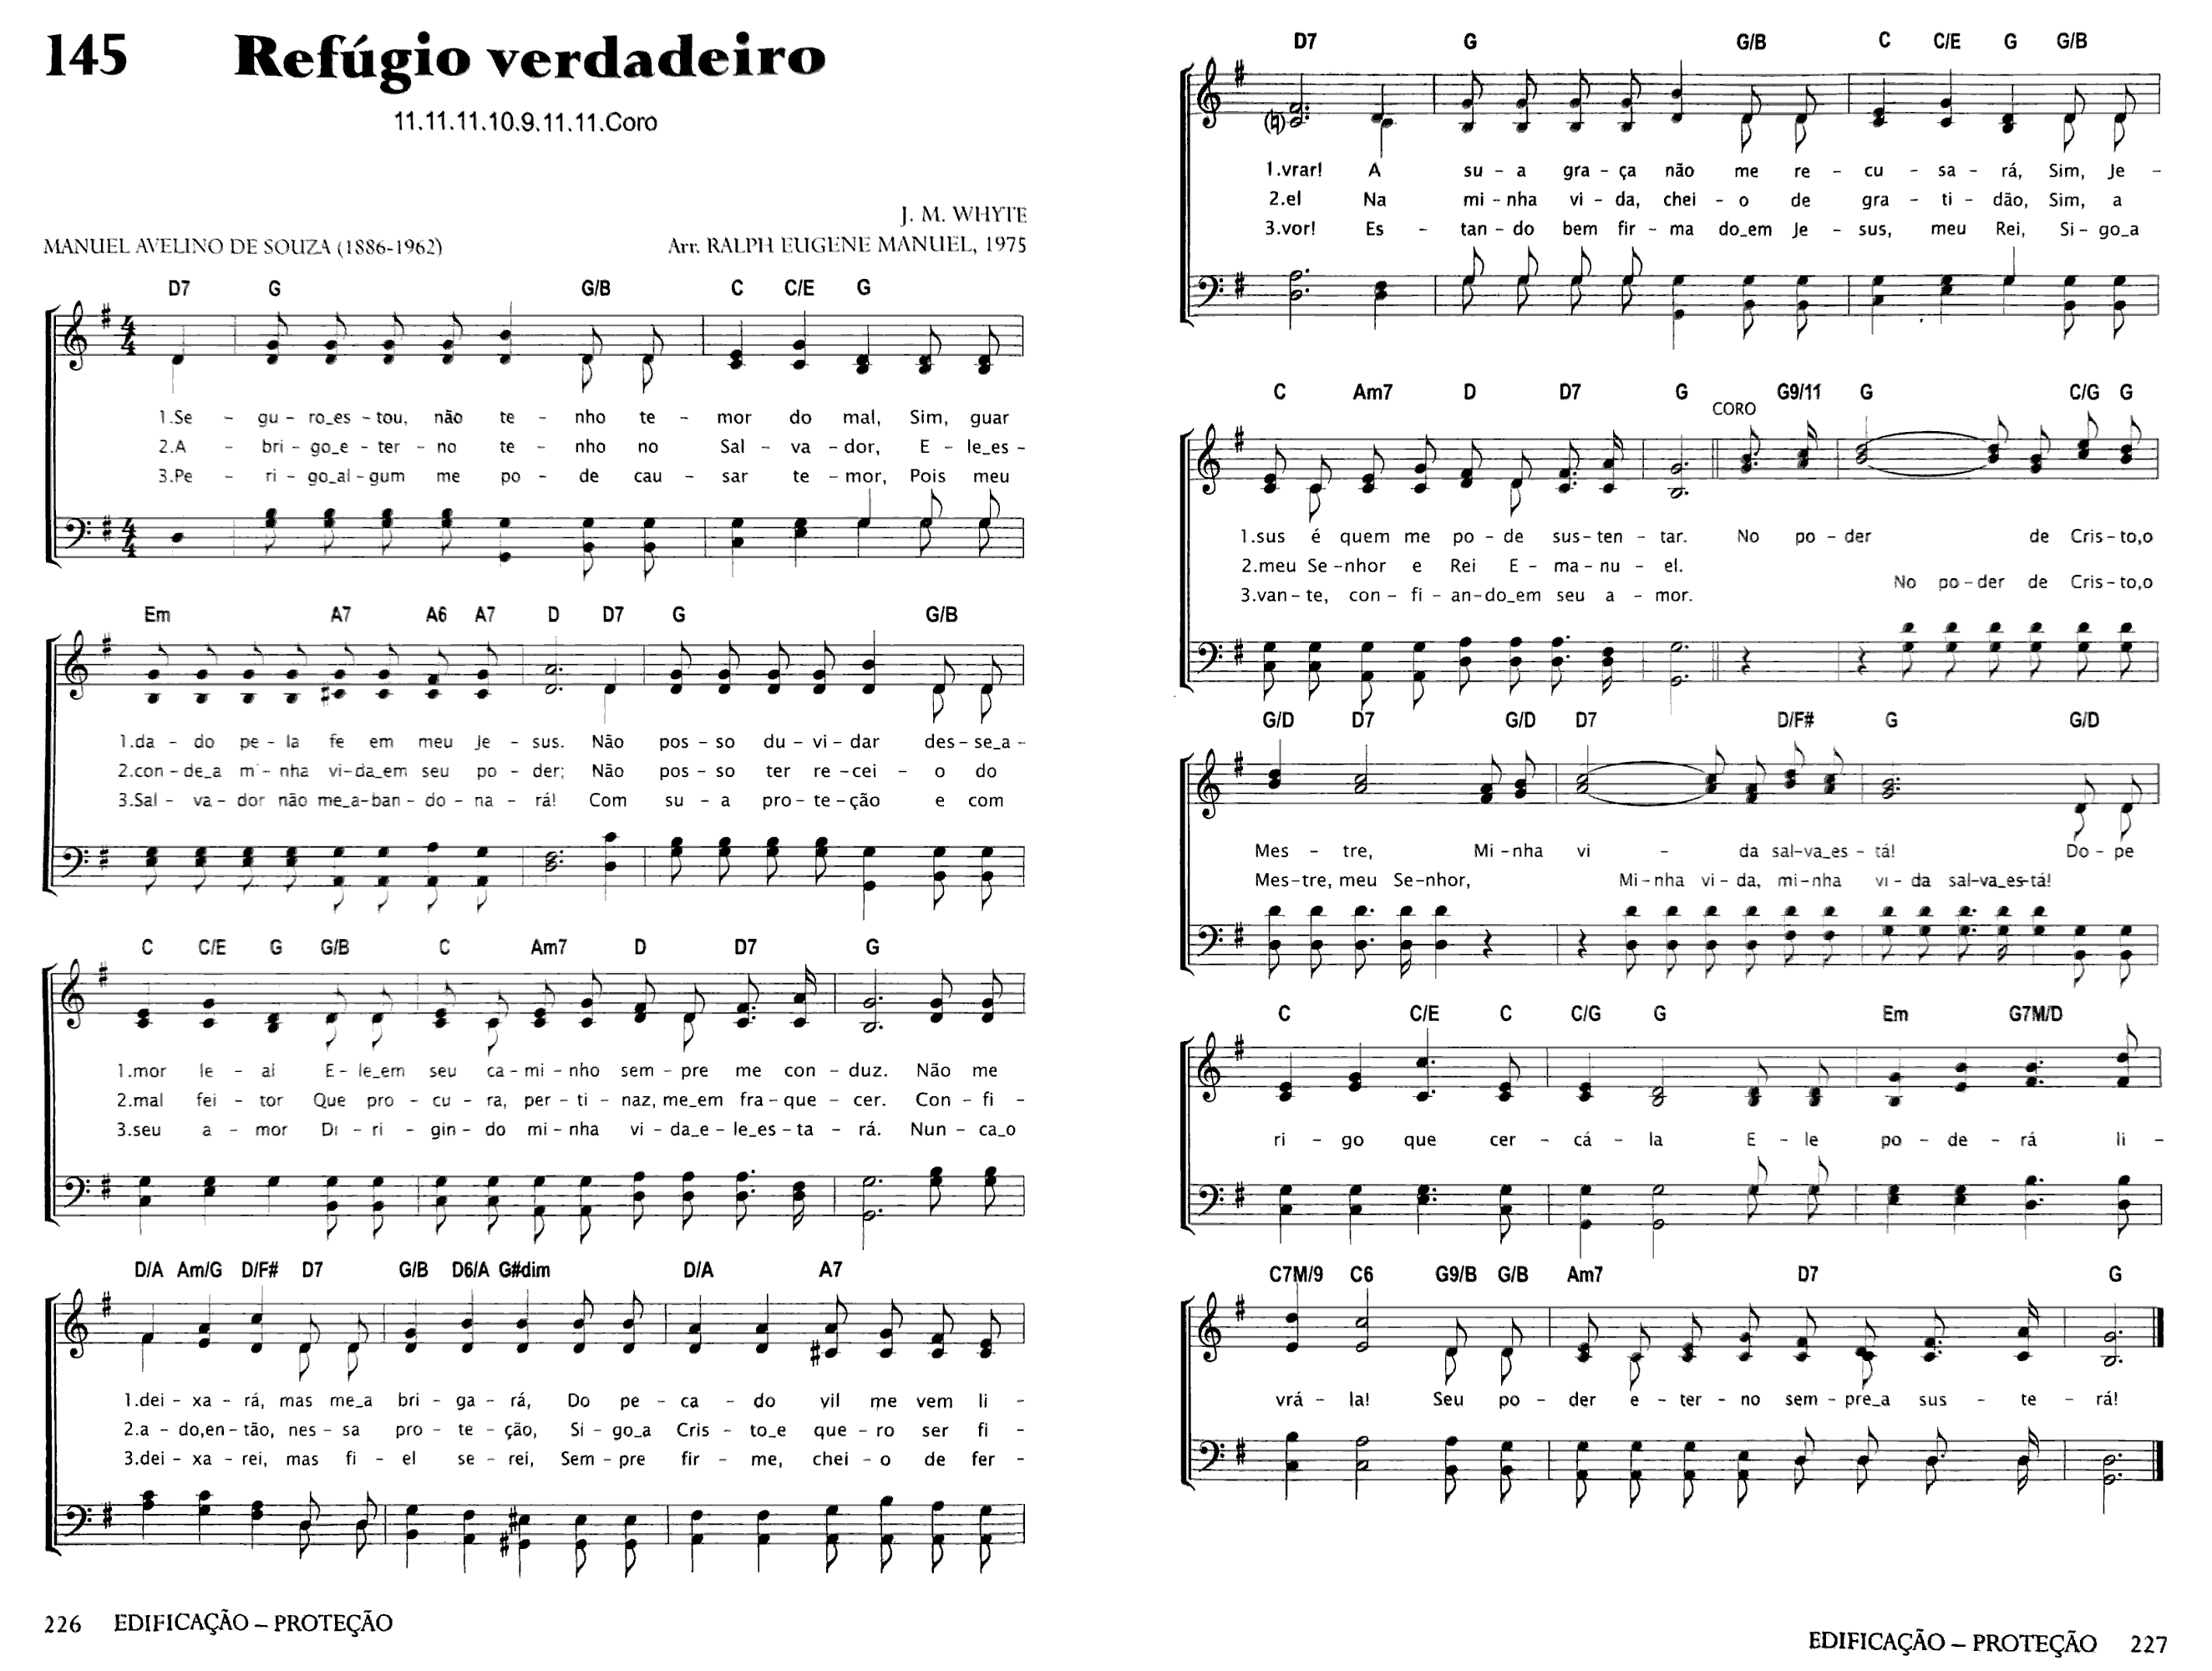 145 Refúgio verdadeiro
11.11.11.10.9.11.11.Coro
J. M. WHYTE
MANUEL AVELINO DE SOUZA (1886-1962) Arr. RALPH EUGENE MANUEL, 1975
D7 G G/B C C/E G
1.Se - gu - ro_es - tou, não te - nho te - mor do mal, Sim, guar
2.A - bri - go_e - ter - no te - nho no Sal - va - dor, E - le_es -
3.Pe - ri - go_al - gum me po - de cau - sar te - mor, Pois meu
Em A7 A6 A7 D D7 G G/B
1.da - do pe - la fe em meu Je - sus. Não pos - so du - vi - dar des - se_a -
2.con - de_a mi - nha vi - da_em seu po - der; Não pos - so ter re - cei - o do
3.Sal - va - dor não me_a - ban - do - na - rá! Com su - a pro - te - ção e com
C C/E G G/B C Am7 D D7 G
1.mor le - al E - le_em seu ca - mi - nho sem - pre me con - duz. Não me
2.mal fei - tor Que pro - cu - ra, per - ti - naz, me_em fra - que - cer. Con - fi -
3.seu a - mor Di - ri - gin - do mi - nha vi - da_e - le_es - ta - rá. Nun - ca_o
D/A Am/G D/F# D7 G/B D6/A G#dim D/A A7
1.dei - xa - rá, mas me_a bri - ga - rá, Do pe - ca - do vil me vem li -
2.a - do,en - tão, nes - sa pro - te - ção, Si - go_a Cris - to_e que - ro ser fi -
3.dei - xa - rei, mas fi - el se - rei, Sem - pre fir - me, chei - o de fer -
226 EDIFICAÇÃO – PROTEÇÃO
D7 G G/B C C/E G G/B
1.vrar! A su - a gra - ça não me re - cu - sa - rá, Sim, Je -
2.el Na mi - nha vi - da, chei - o de gra - ti - dão, Sim, a
3.vor! Es - tan - do bem fir - ma do_em Je - sus, meu Rei, Si - go_a
C Am7 D D7 G G9/11 G C/G G
CORO
1.sus é quem me po - de sus - ten - tar. No po - der de Cris - to,o
2.meu Se - nhor e Rei E - ma - nu - el.
No po - der de Cris - to,o
3.van - te, con - fi - an - do_em seu a - mor.
G/D D7 G/D D7 D/F# G G/D
Mes - tre, Mi - nha vi - da sal - va_es - tá! Do - pe
Mes - tre, meu Se - nhor, Mi - nha vi - da, mi - nha vi - da sal - va_es - tá!
C C/E C C/G G Em G7M/D
ri - go que cer - cá - la E - le po - de - rá li -
C7M/9 C6 G9/B G/B Am7 D7 G
vrá - la! Seu po - der e - ter - no sem - pre_a sus - te - rá!
EDIFICAÇÃO – PROTEÇÃO 227